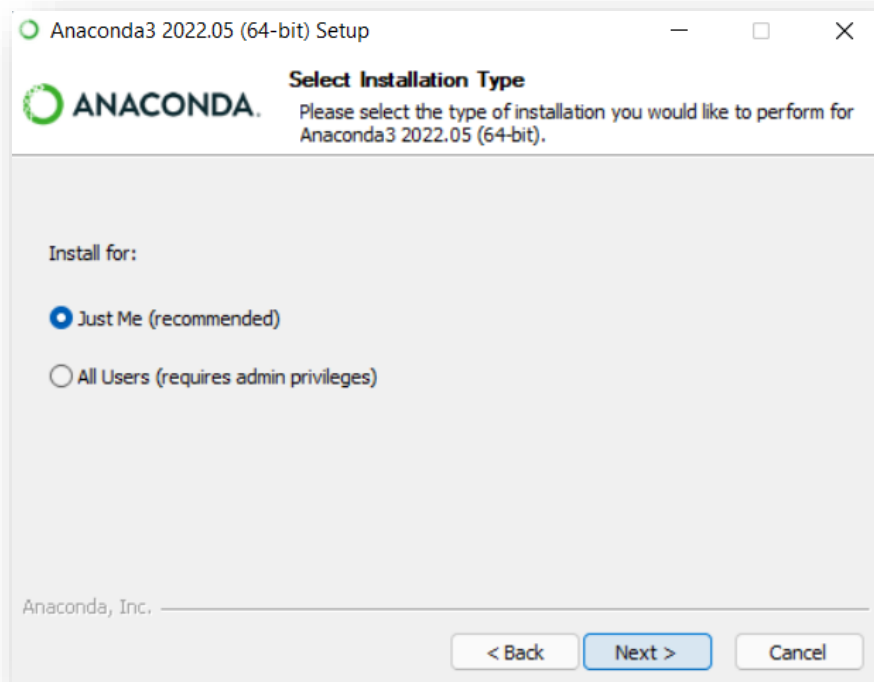 Anaconda3 2022.05 (64-bit) Setup
ANACONDA.
Select Installation Type
Please select the type of installation you would like to perform for
Anaconda3 2022.05 (64-bit).
Install for:
Just Me (recommended)
All Users (requires admin privileges)
Anaconda, Inc.
< Back Next > Cancel